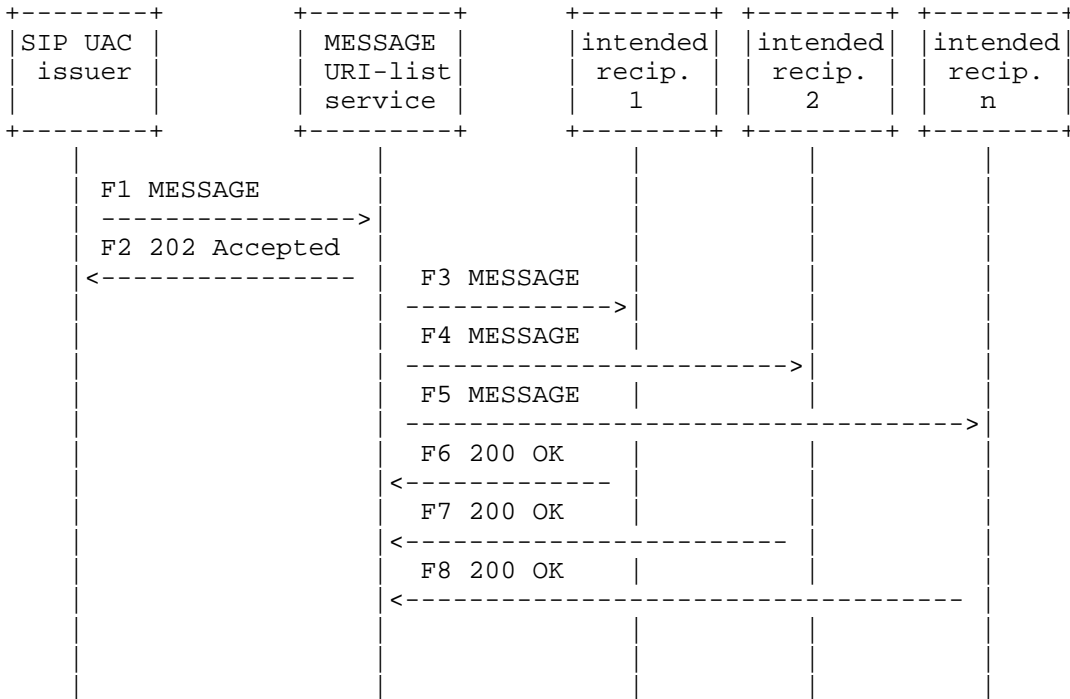 SIP UAC issuer
MESSAGE URI-list service
intended recip. 1
intended recip. 2
intended recip. n
F1 MESSAGE
F2 202 Accepted
F3 MESSAGE
F4 MESSAGE
F5 MESSAGE
F6 200 OK
F7 200 OK
F8 200 OK